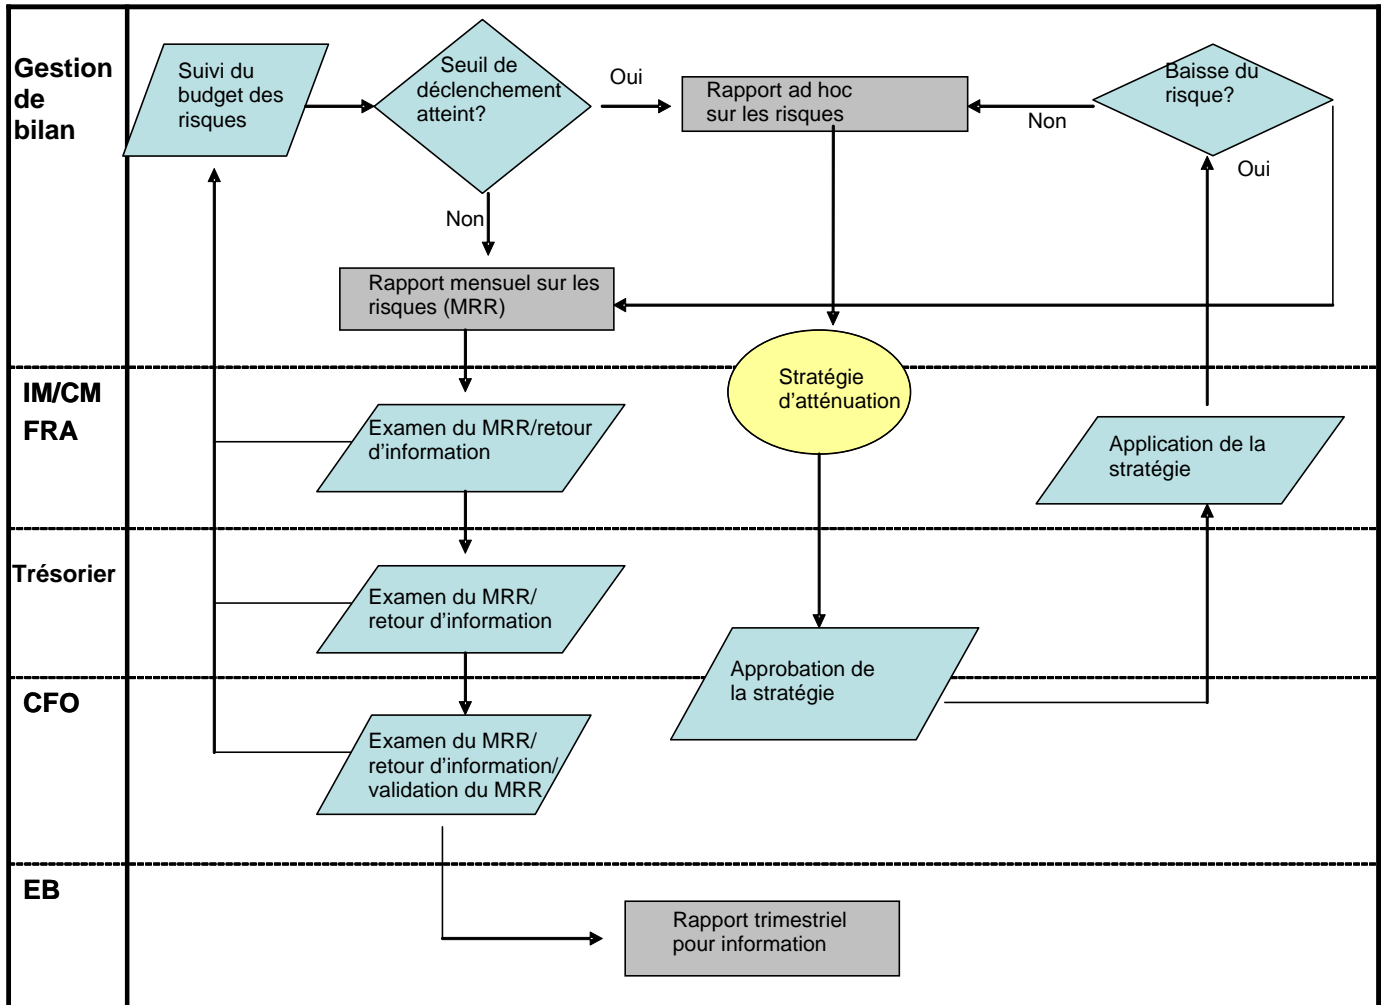 Gestion
de
bilan
Suivi du
budget des
risques
Seuil de
déclenchement
atteint?
Oui
Rapport ad hoc
sur les risques
Baisse du
risque?
Non
Oui
Non
Rapport mensuel sur les
risques (MRR)
IM/CM
FRA
Examen du MRR/retour
d'information
Stratégie
d'atténuation
Application de la
stratégie
Trésorier
Examen du MRR/
retour d'information
Approbation de
la stratégie
CFO
Examen du MRR/
retour d'information/
validation du MRR
EB
Rapport trimestriel
pour information